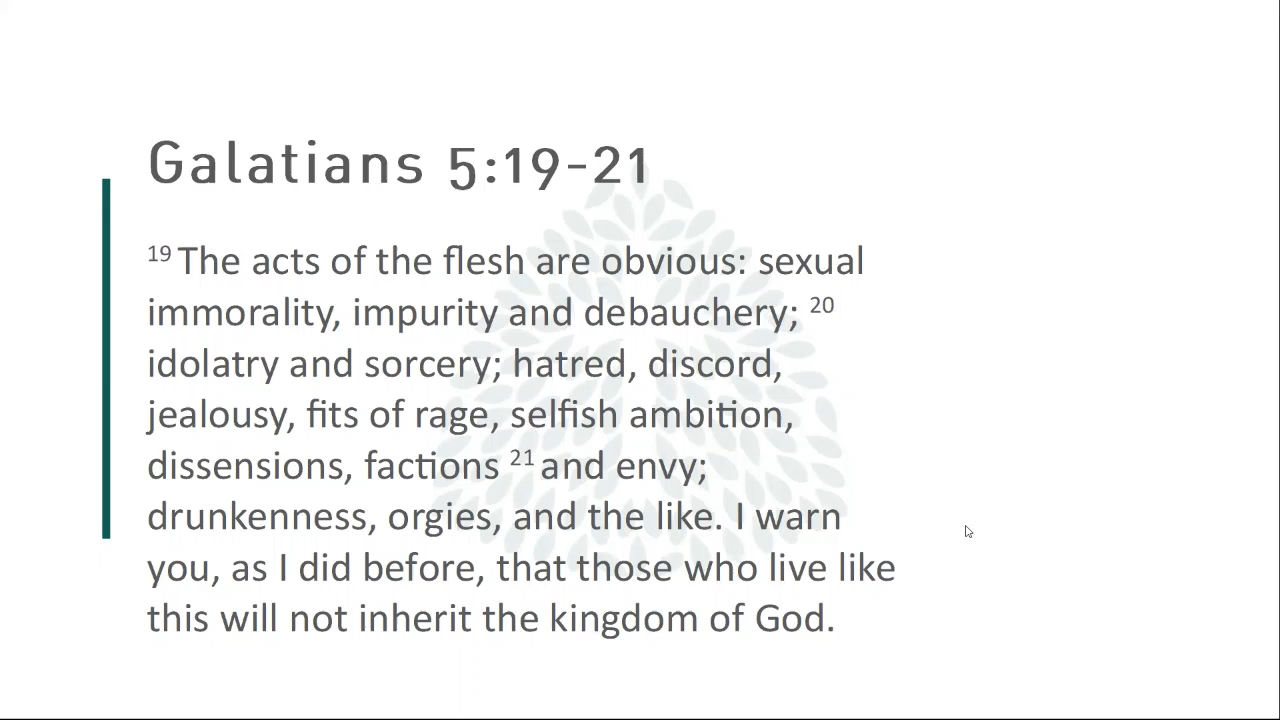 Galatians 5:19-21
19 The acts of the flesh are obvious: sexual
immorality, impurity and debauchery; 20
idolatry and sorcery; hatred, discord,
jealousy, fits of rage, selfish ambition,
dissensions, factions 21 and envy;
drunkenness, orgies, and the like. I warn
you, as I did before, that those who live like
this will not inherit the kingdom of God.